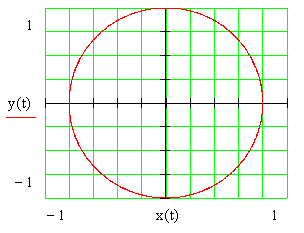 1
y(t)
− 1
− 1 x(t) 1